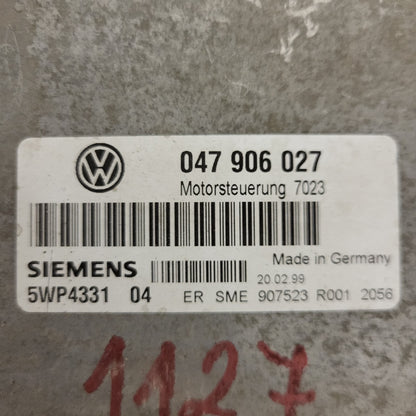 VW
047 906 027
Motorsteuerung 7023
Made in Germany
SIEMENS
20.02.99
5WP4331 04 ER SME 907523 R001 2056
1127